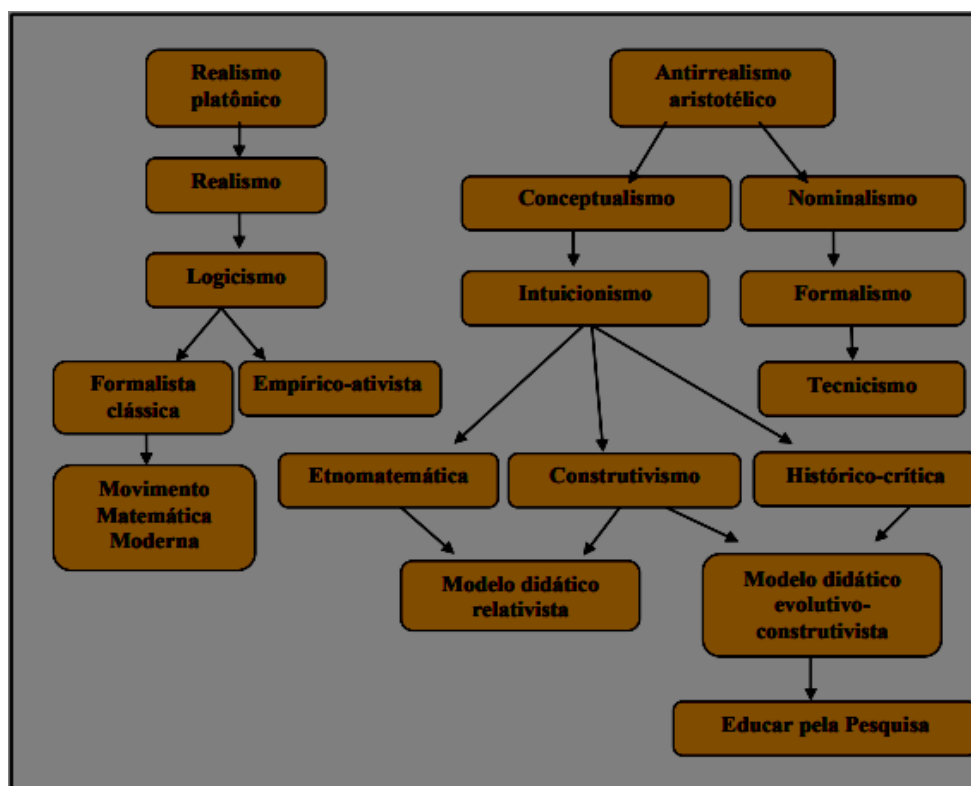 Realismo
platônico
Antirrealismo
aristotélico
Realismo
Conceptualismo
Nominalismo
Logicismo
Intuicionismo
Formalismo
Formalista
clássica
Empírico-ativista
Tecnicismo
Etnomatemática
Construtivismo
Histórico-crítica
Movimento
Matemática
Moderna
Modelo didático
relativista
Modelo didático
evolutivo-
construtivista
Educar pela Pesquisa